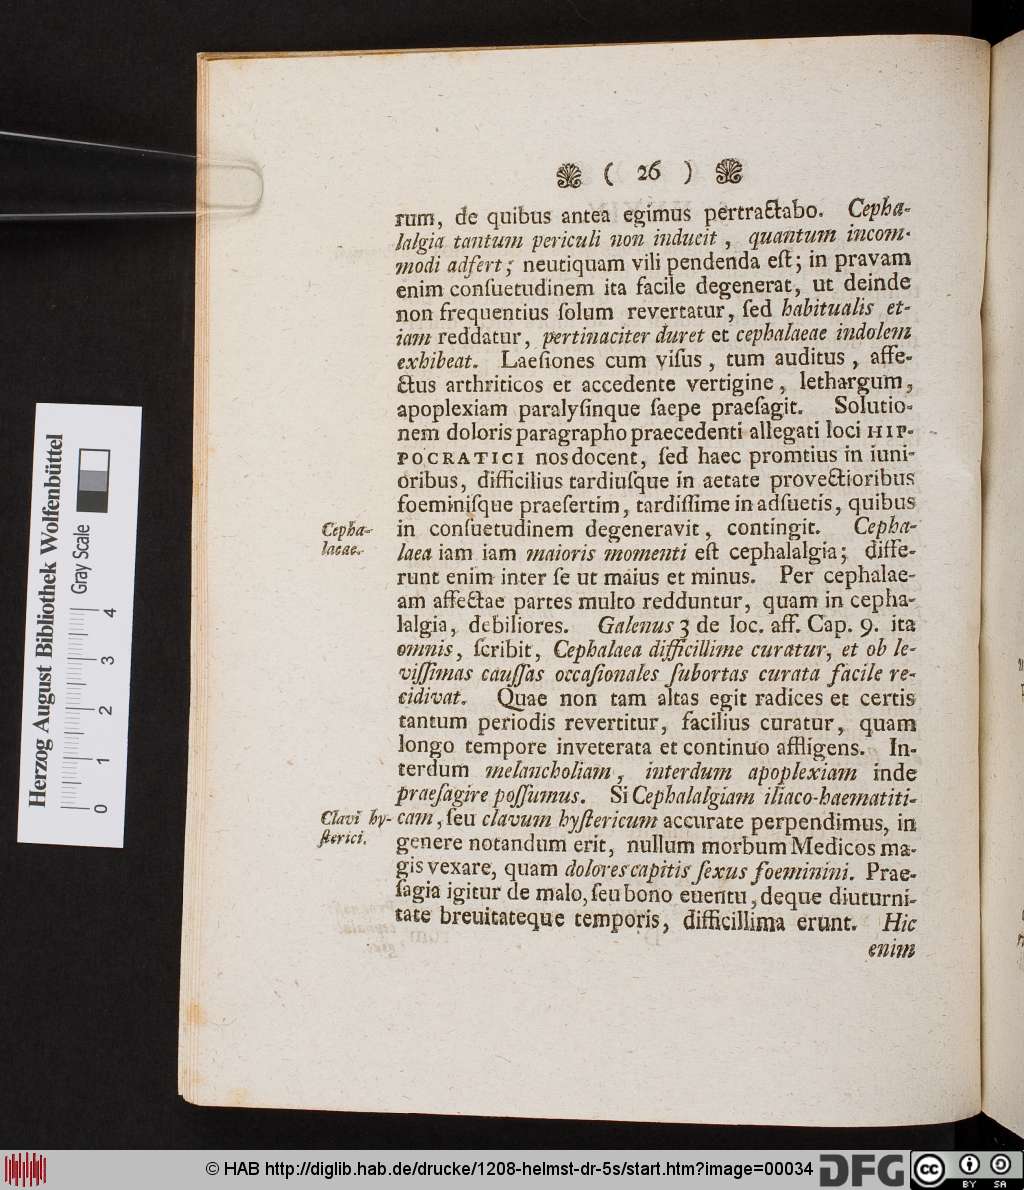 ( 26 )
rum, de quibus antea egimus pertractabo. Cepha-
lalgia tantum periculi non inducit, quantum incom-
modi adfert; neutiquam vili pendenda eſt; in pravam
enim conſuetudinem ita facile degenerat, ut deinde
non frequentius ſolum revertatur, ſed habitualis et-
iam reddatur, pertinaciter duret et cephalaeae indolem
exhibeat. Laeſiones cum viſus, tum auditus, affe-
ctus arthriticos et accedente vertigine, lethargum,
apoplexiam paralyſinque ſaepe praeſagit. Solutio-
nem doloris paragrapho praecedenti allegati loci HIP-
POCRATICI nos docent, ſed haec promtius in iuni-
oribus, difficilius tardiuſque in aetate provectioribus
foeminiſque praeſertim, tardiſſime in adſuetis, quibus
in conſuetudinem degeneravit, contingit. Cepha-
Cepha-
laeae.
laea iam iam maioris momenti eſt cephalalgia; diffe-
runt enim inter ſe ut maius et minus. Per cephalae-
am affectae partes multo redduntur, quam in cepha-
lalgia, debiliores. Galenus 3 de loc. aff. Cap. 9. ita
omnis, ſcribit, Cephalaea difficillime curatur, et ob le-
viſſimas cauſſas occaſionales ſubortas curata facile re-
cidivat. Quae non tam altas egit radices et certis
tantum periodis revertitur, facilius curatur, quam
longo tempore inveterata et continuo affligens. In-
terdum melancholiam, interdum apoplexiam inde
praeſagire poſſumus. Si Cephalalgiam iliaco-haematiti-
Clavi hy-
ſterici.
cam, ſeu clavum hyſtericum accurate perpendimus, in
genere notandum erit, nullum morbum Medicos ma-
gis vexare, quam dolores capitis ſexus foeminini. Prae-
ſagia igitur de malo, ſeu bono euentu, deque diuturni-
tate breuitateque temporis, difficillima erunt. Hic
enim
Herzog August Bibliothek Wolfenbüttel
Gray Scale
0 1 2 3 4
© HAB http://diglib.hab.de/drucke/1208-helmst-dr-5s/start.htm?image=00034
DFG
cc BY SA